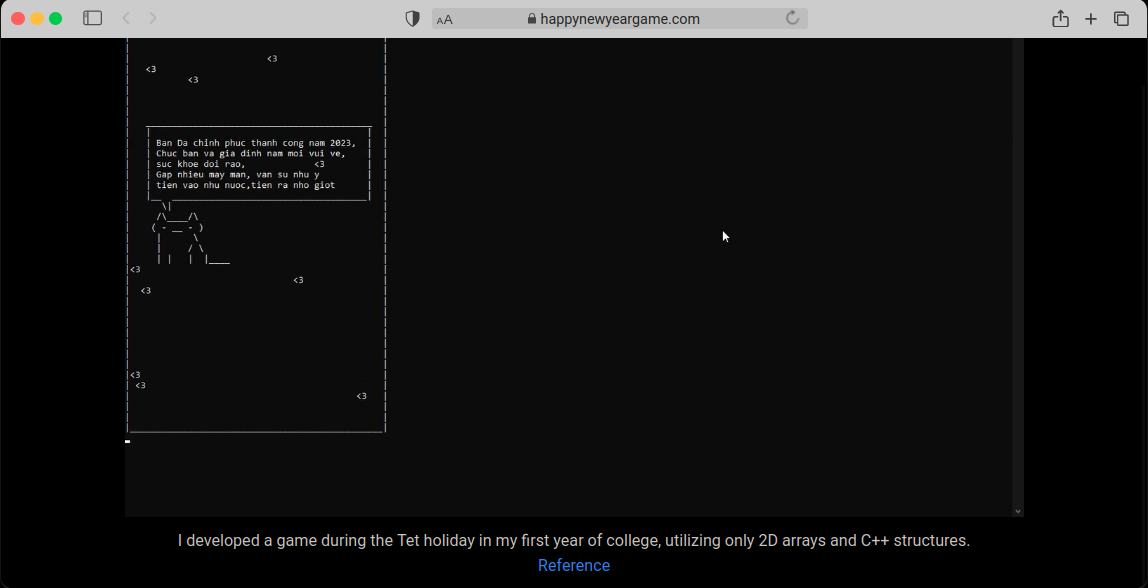 AA happynewyeargame.com
<3
<3
<3
Ban Da chinh phuc thanh cong nam 2023,
Chuc ban va gia dinh nam moi vui ve,
suc khoe doi rao, <3
Gap nhieu may man, van su nhu y
tien vao nhu nuoc,tien ra nho giot
<3
<3
<3
<3
<3
<3
I developed a game during the Tet holiday in my first year of college, utilizing only 2D arrays and C++ structures.
Reference